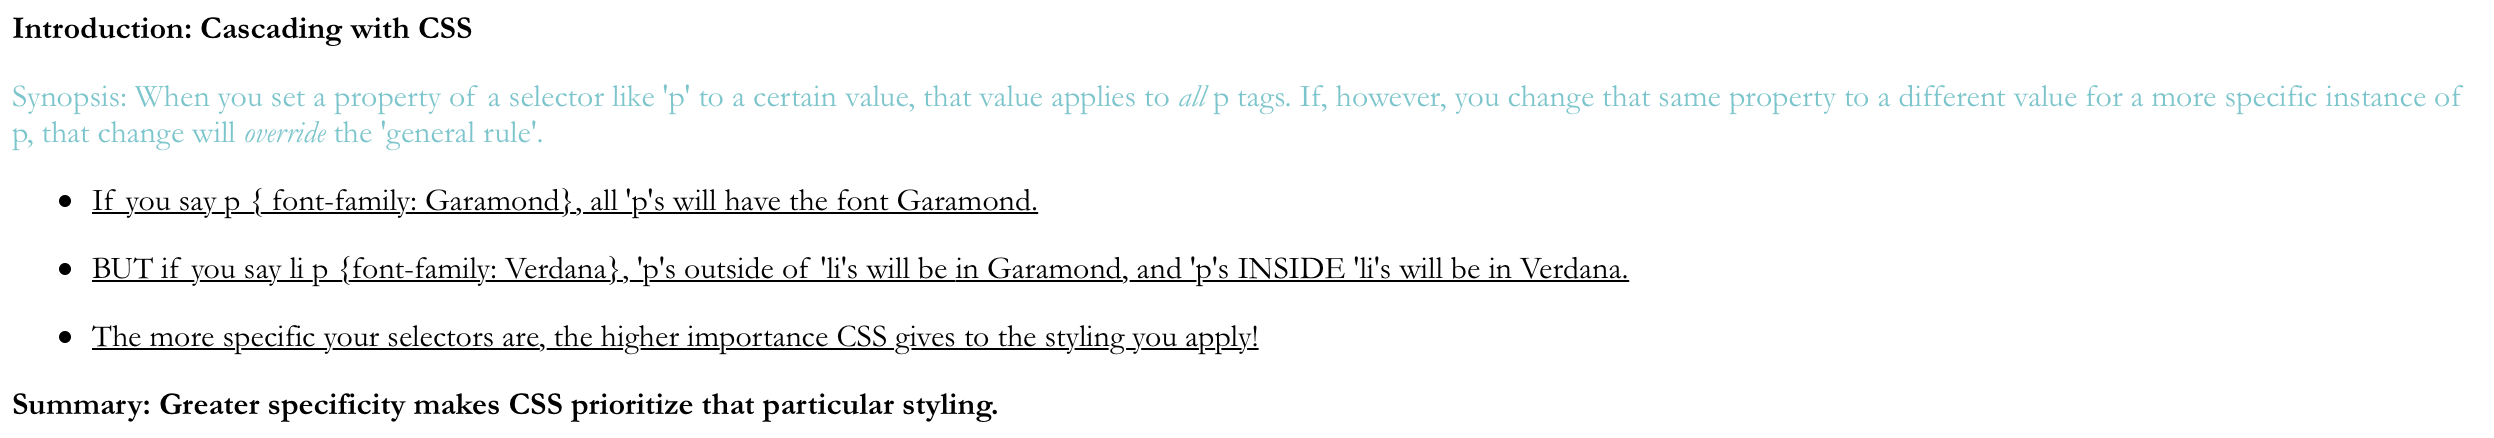 Introduction: Cascading with CSS
Synopsis: When you set a property of a selector like 'p' to a certain value, that value applies to all p tags. If, however, you change that same property to a different value for a more specific instance of
p, that change will override the 'general rule'.
If you say p { font-family: Garamond}, all 'p's will have the font Garamond.
BUT if you say li p {font-family: Verdana}, 'p's outside of 'li's will be in Garamond, and 'p's INSIDE 'li's will be in Verdana.
The more specific your selectors are, the higher importance CSS gives to the styling you apply!
Summary: Greater specificity makes CSS prioritize that particular styling.